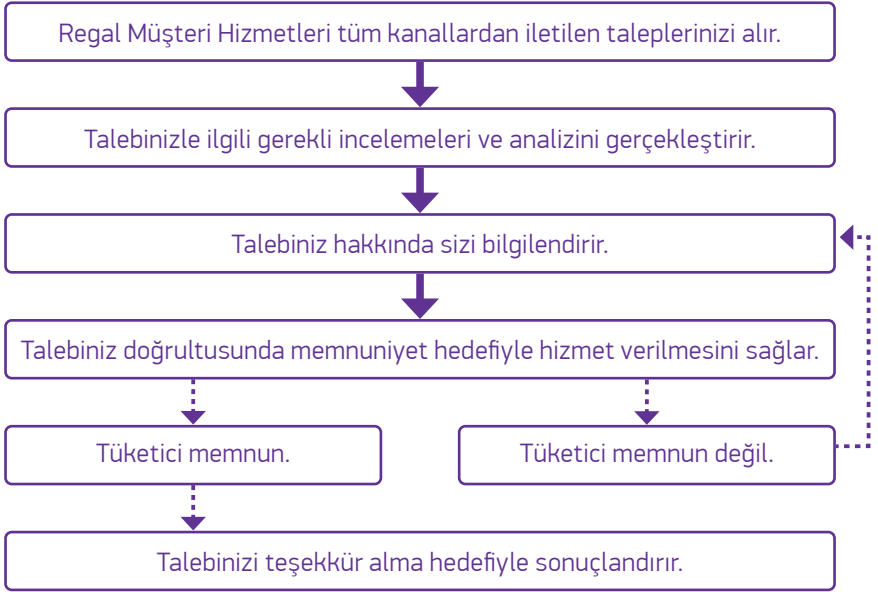 Regal Müşteri Hizmetleri tüm kanallardan iletilen taleplerinizi alır.
Talebinizle ilgili gerekli incelemeleri ve analizini gerçekleştirir.
Talebiniz hakkında sizi bilgilendirir.
Talebiniz doğrultusunda memnuniyet hedefiyle hizmet verilmesini sağlar.
Tüketici memnun.
Tüketici memnun değil.
Talebinizi teşekkür alma hedefiyle sonuçlandırır.